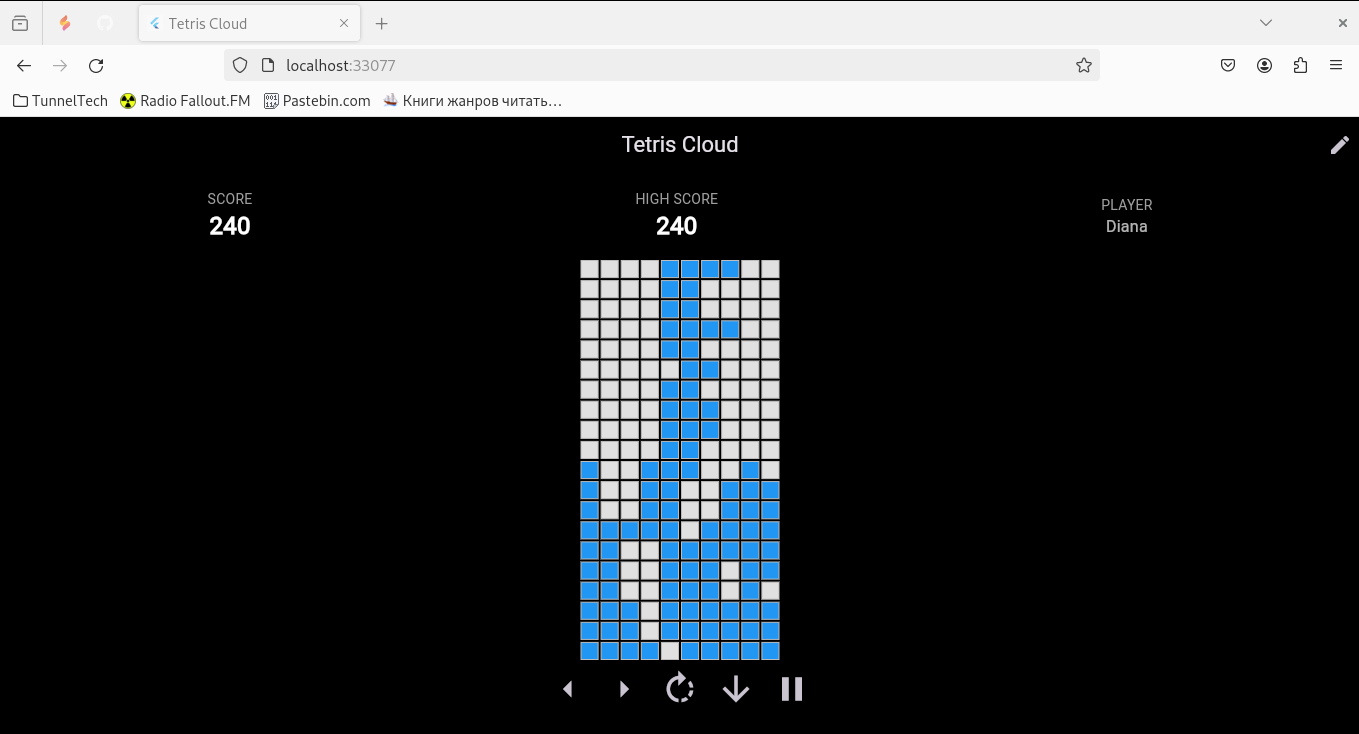 Tetris Cloud
localhost:33077
TunnelTech Radio Fallout.FM Pastebin.com Книги жанров читать…
Tetris Cloud
SCORE
240
HIGH SCORE
240
PLAYER
Diana